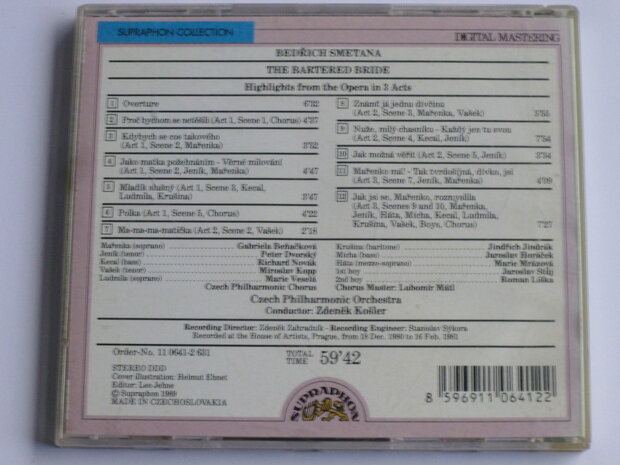 SUPRAPHON COLLECTION
DIGITAL MASTERING
BEDŘICH SMETANA
THE BARTERED BRIDE
Highlights from the Opera in 3 Acts
1 Overture 6'32
2 Proč bychom se netěšili (Act 1, Scene 1, Chorus) 4'37
3 Kdybych se cos takového
(Act 1, Scene 2, Mařenka) 3'52
4 Jako matka požehnáním - Věrné milování
(Act 1, Scene 2, Jeník, Mařenka) 4'47
5 Mladík slušný (Act 1, Scene 3, Kecal,
Ludmila, Krušina) 3'47
6 Polka (Act 1, Scene 5, Chorus) 4'22
7 Ma-ma-ma-matička (Act 2, Scene 2, Vašek) 2'18
8 Známť já jednu dívčinu
(Act 2, Scene 3, Mařenka, Vašek) 3'55
9 Nuže, milý chasníku - Každý jen tu svou
(Act 2, Scene 4, Kecal, Jeník) 7'54
10 Jak možná věřit (Act 2, Scene 5, Jeník) 3'34
11 Mařenko má! - Tak tvrdošíjná, dívko, jsi
(Act 3, Scene 7, Jeník, Mařenka) 4'09
12 Jak jsi se, Mařenko, rozmyslila
(Act 3, Scenes 9 and 10, Mařenka,
Jeník, Háta, Mícha, Kecal, Ludmila,
Krušina, Vašek, Boys, Chorus) 7'27
Mařenka (soprano) Gabriela Beňačková
Jeník (tenor) Peter Dvorský
Kecal (bass) Richard Novák
Vašek (tenor) Miroslav Kopp
Ludmila (soprano) Marie Veselá
Czech Philharmonic Chorus
Krušina (baritone) Jindřich Jindrák
Mícha (bass) Jaroslav Horáček
Háta (mezzo-soprano) Marie Mrázová
1st boy Jaroslav
2nd boy Roman Liška
Chorus Master: Lubomír Mátl
Czech Philharmonic Orchestra
Conductor: Zdeněk Košler
Recording Director: Zdeněk Zahradník - Recording Engineer: Stanislav Sýkora
Recorded at the House of Artists, Prague, from 18 Dec. 1980 to 16 Feb. 1981
Order-No. 11 0641-2 631
TOTAL TIME 59'42
STEREO DDD
Cover illustration: Helmut Ebnet
Editor: Leo Jehne
© Supraphon 1989
MADE IN CZECHOSLOVAKIA
SUPRAPHON
8 596911 064122